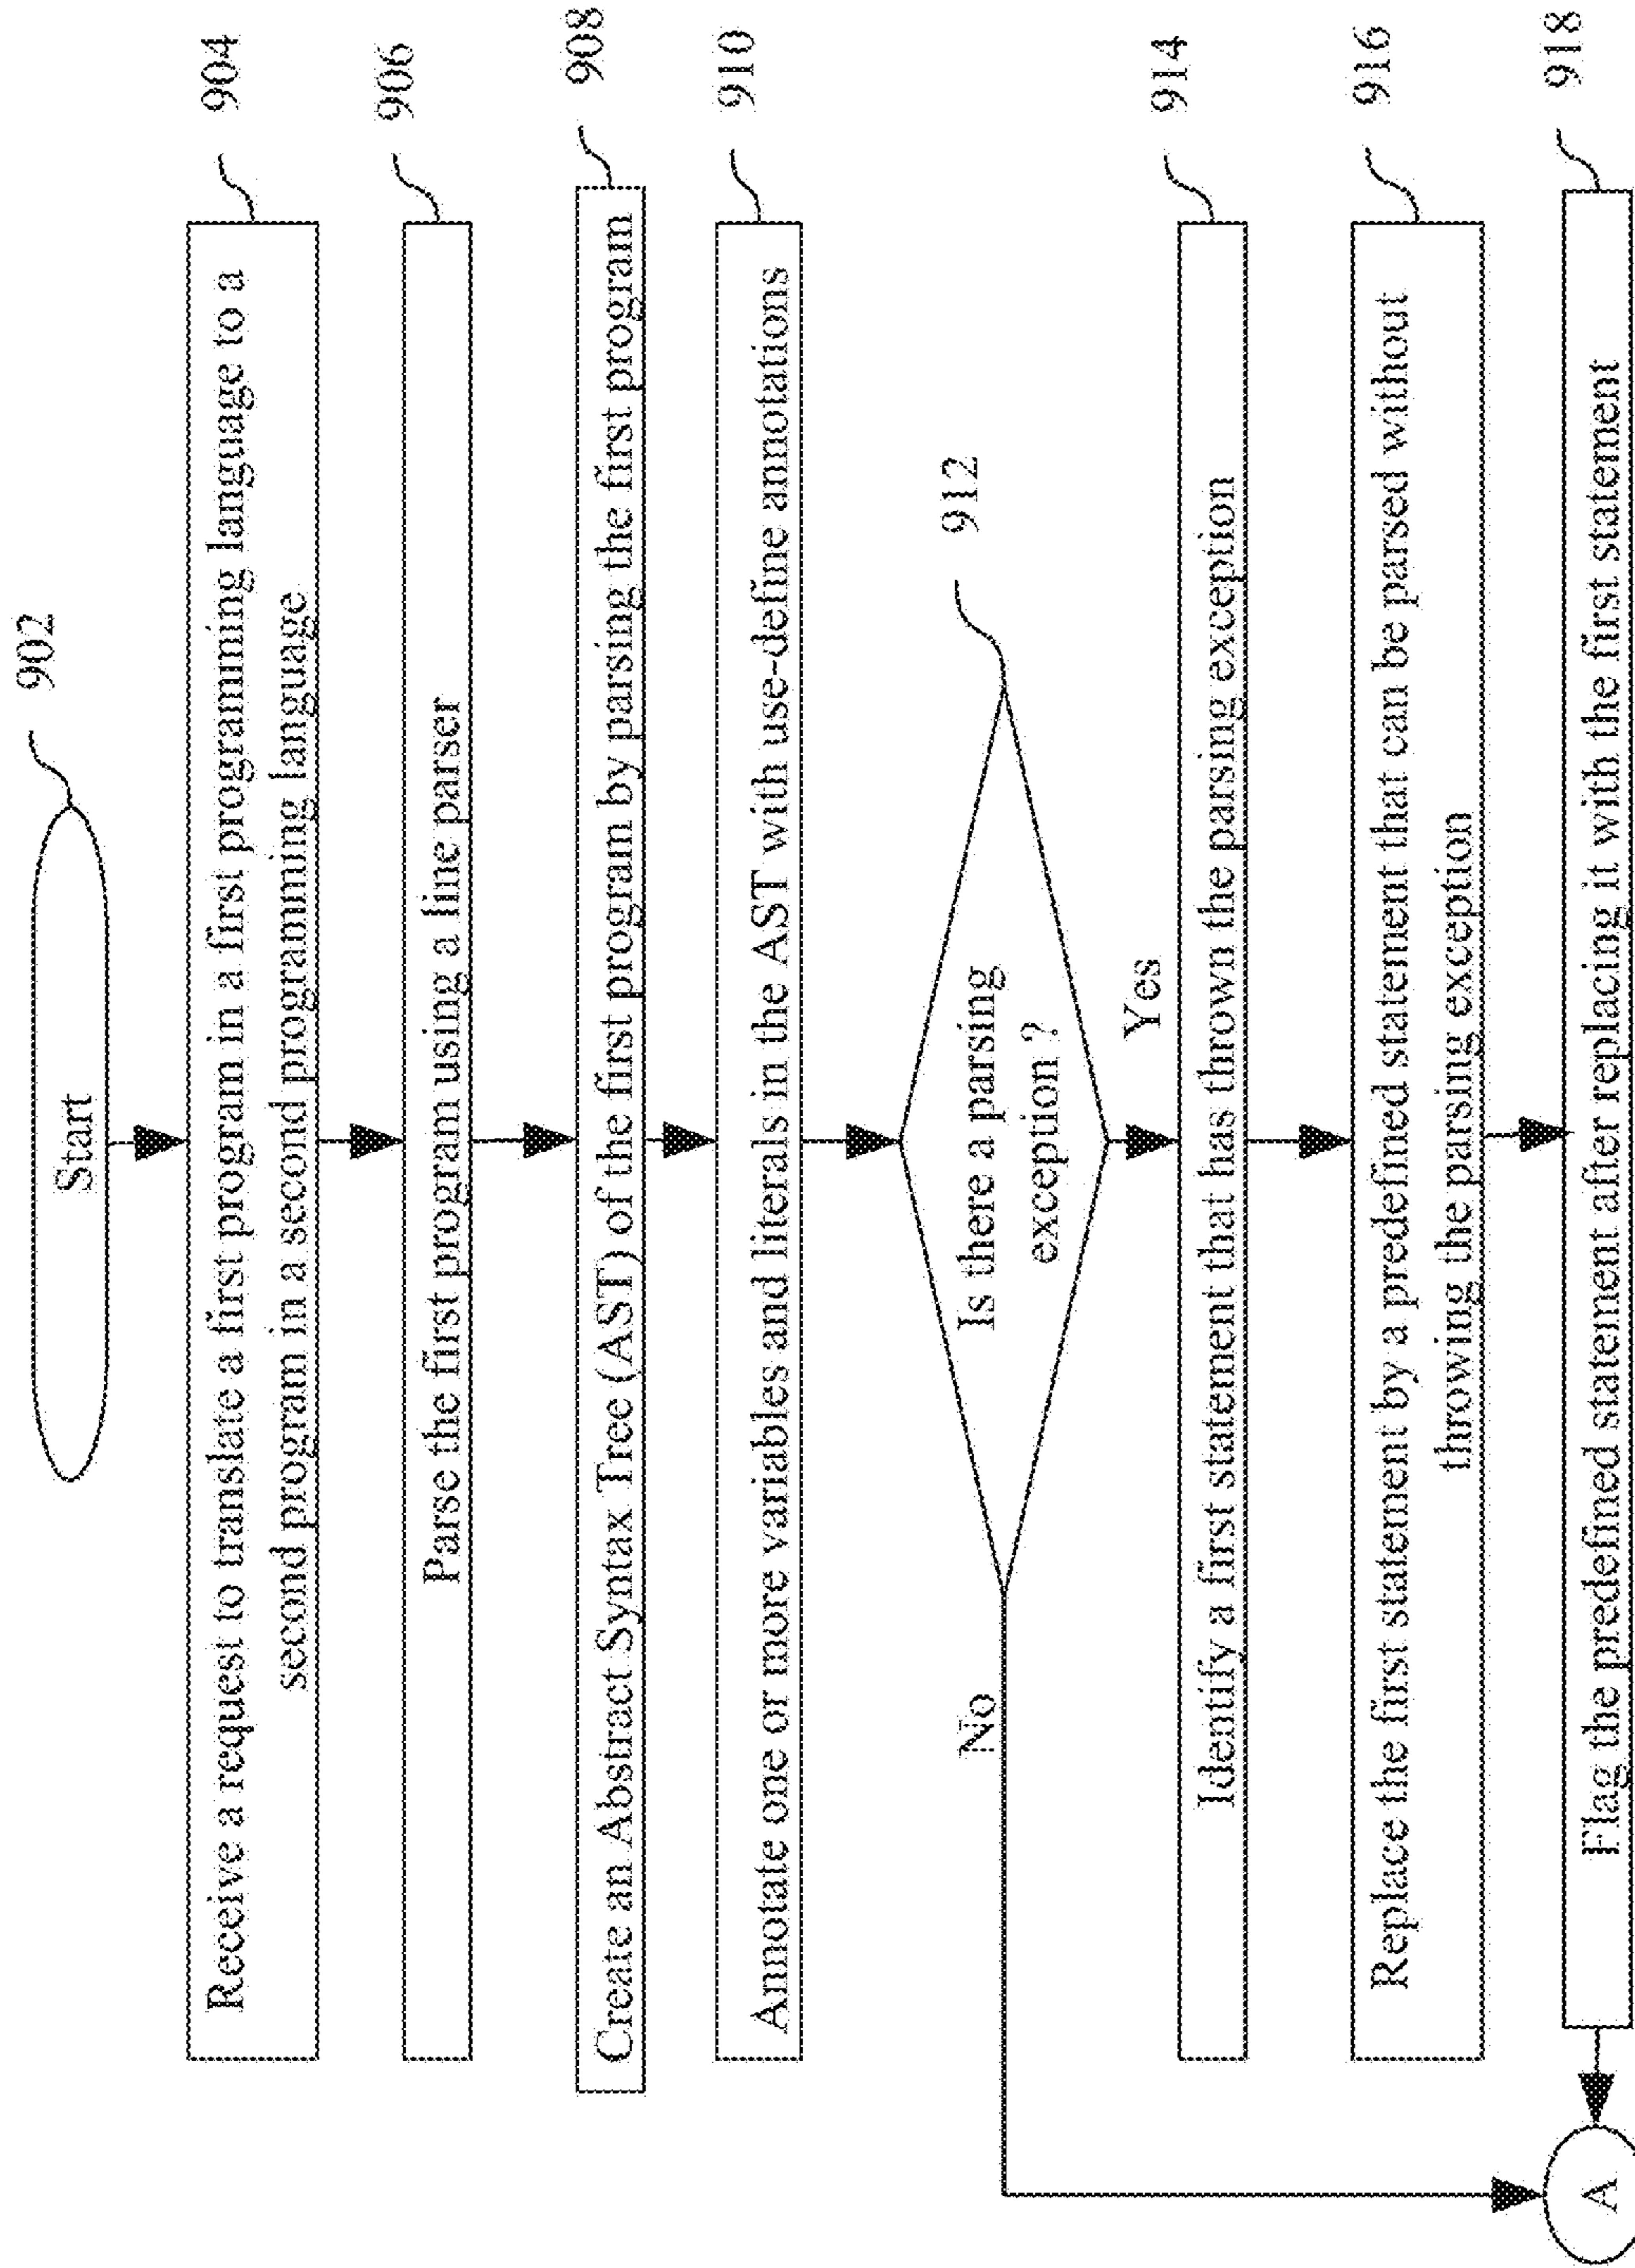 902
Start
904
Receive a request to translate a first program in a first programming language to a
second program in a second programming language
906
Parse the first program using a line parser
908
Create an Abstract Syntax Tree (AST) of the first program by parsing the first program
910
Annotate one or more variables and literals in the AST with use-define annotations
912
Is there a parsing
exception ?
No
Yes
914
Identify a first statement that has thrown the parsing exception
916
Replace the first statement by a predefined statement that can be parsed without
throwing the parsing exception
918
Flag the predefined statement after replacing it with the first statement
A